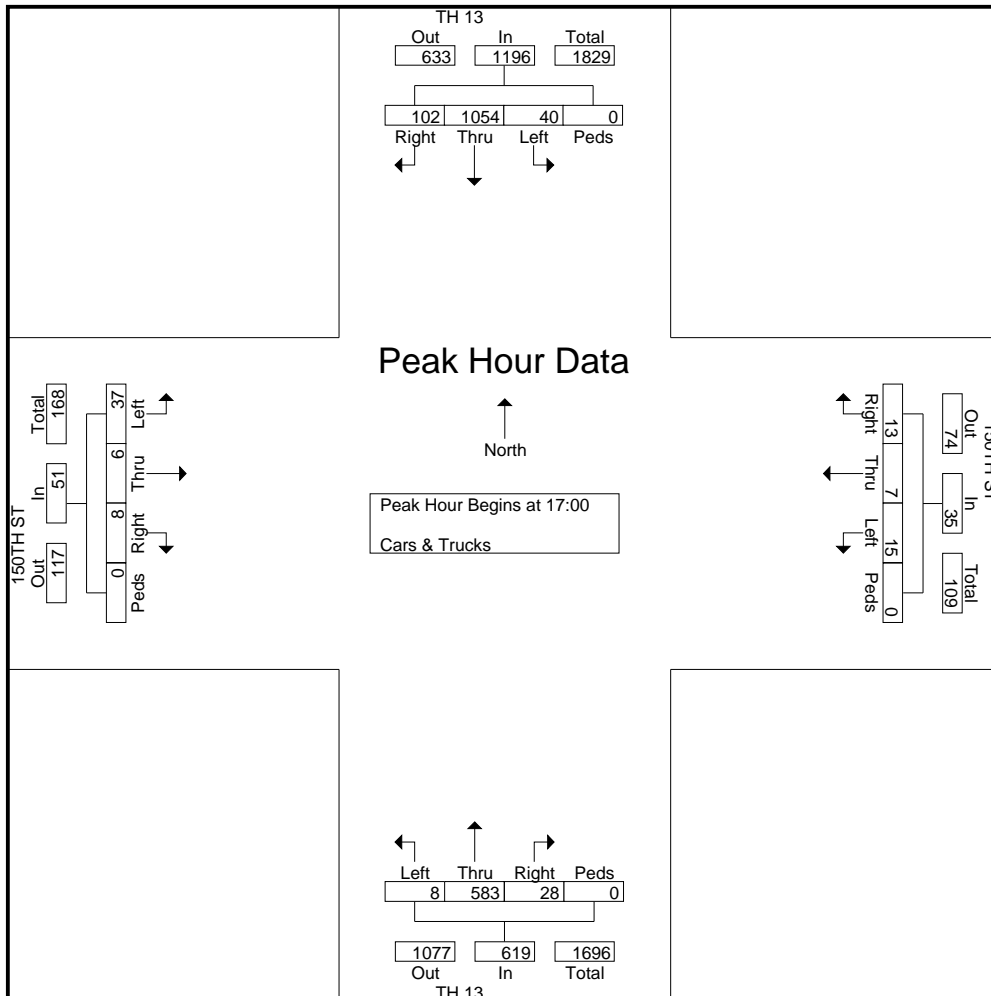 TH 13
Out In Total
633 1196 1829
102 1054 40 0
Right Thru Left Peds
Peak Hour Data
North
Peak Hour Begins at 17:00
Cars & Trucks
150TH ST
Out In Total
117 51 168
Peds Right Thru Left
0 8 6 37
150TH ST
Out In Total
74 35 109
Right Thru Left Peds
13 7 15 0
Left Thru Right Peds
8 583 28 0
1077 619 1696
Out In Total
TH 13